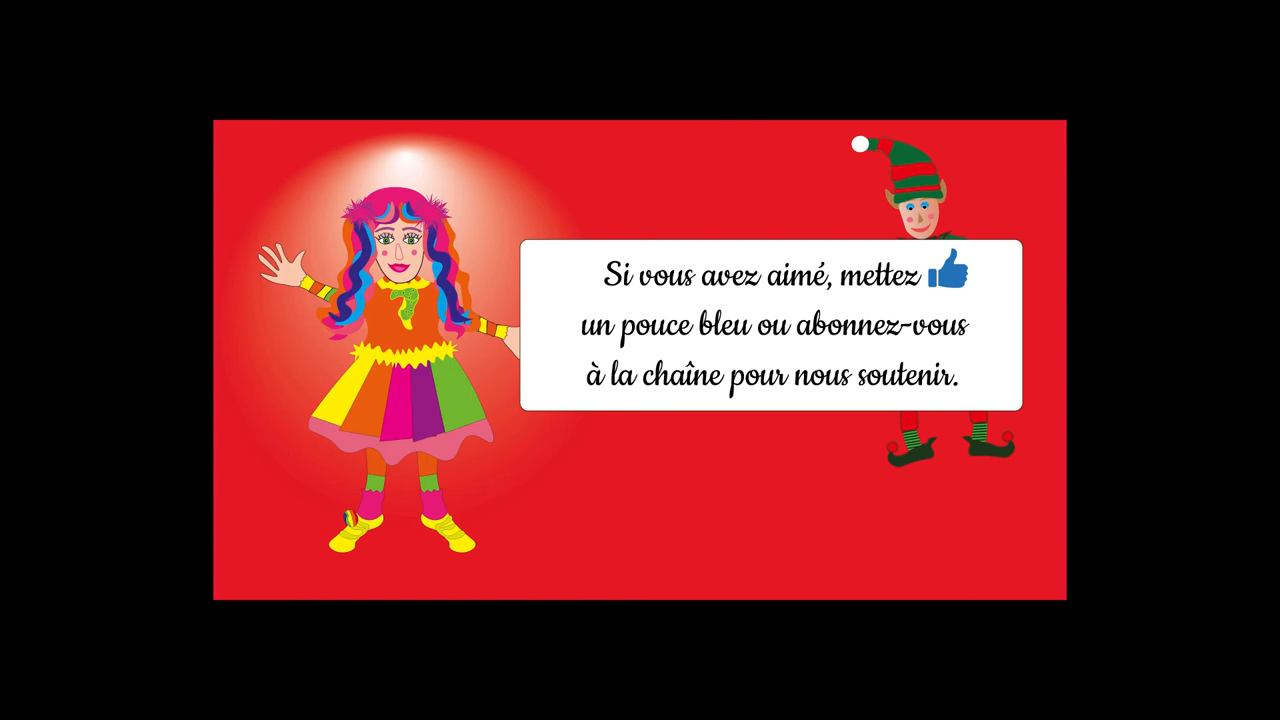 Si vous avez aimé, mettez
un pouce bleu ou abonnez-vous
à la chaîne pour nous soutenir.